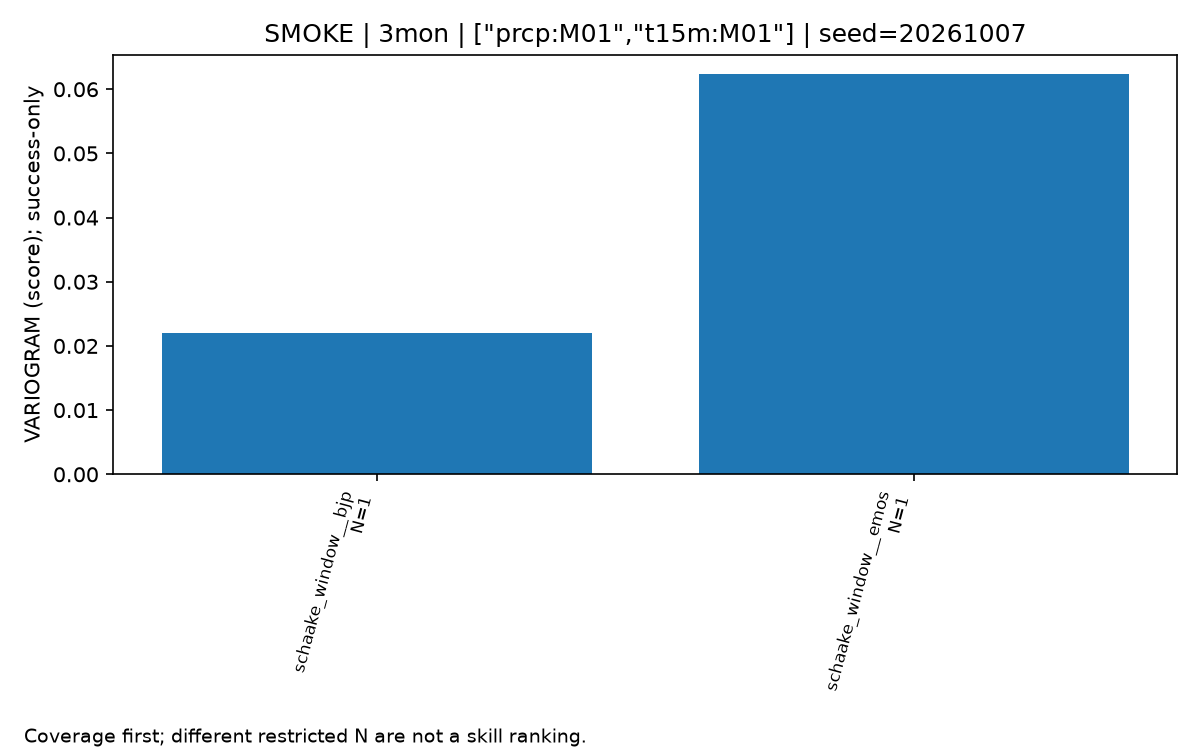 SMOKE | 3mon | ["prcp:M01","t15m:M01"] | seed=20261007
VARIOGRAM (score); success-only
0.06
0.05
0.04
0.03
0.02
0.01
0.00
schaake_window__bjp
N=1
schaake_window__emos
N=1
Coverage first; different restricted N are not a skill ranking.